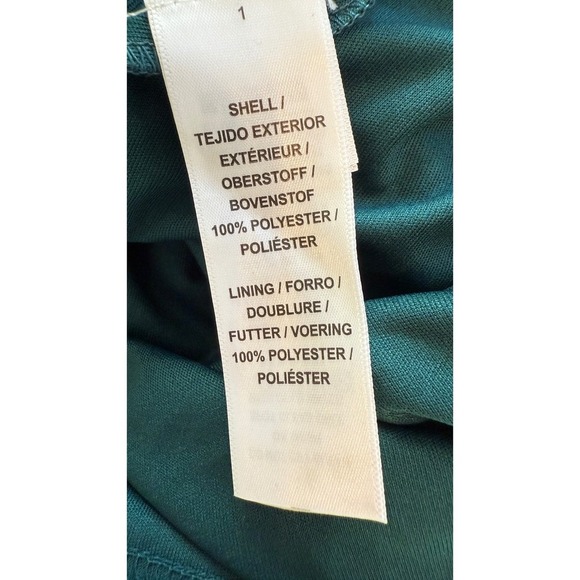 1
SHELL /
TEJIDO EXTERIOR
EXTÉRIEUR /
OBERSTOFF /
BOVENSTOF
100% POLYESTER /
POLIÉSTER
LINING / FORRO /
DOUBLURE /
FUTTER / VOERING
100% POLYESTER /
POLIÉSTER